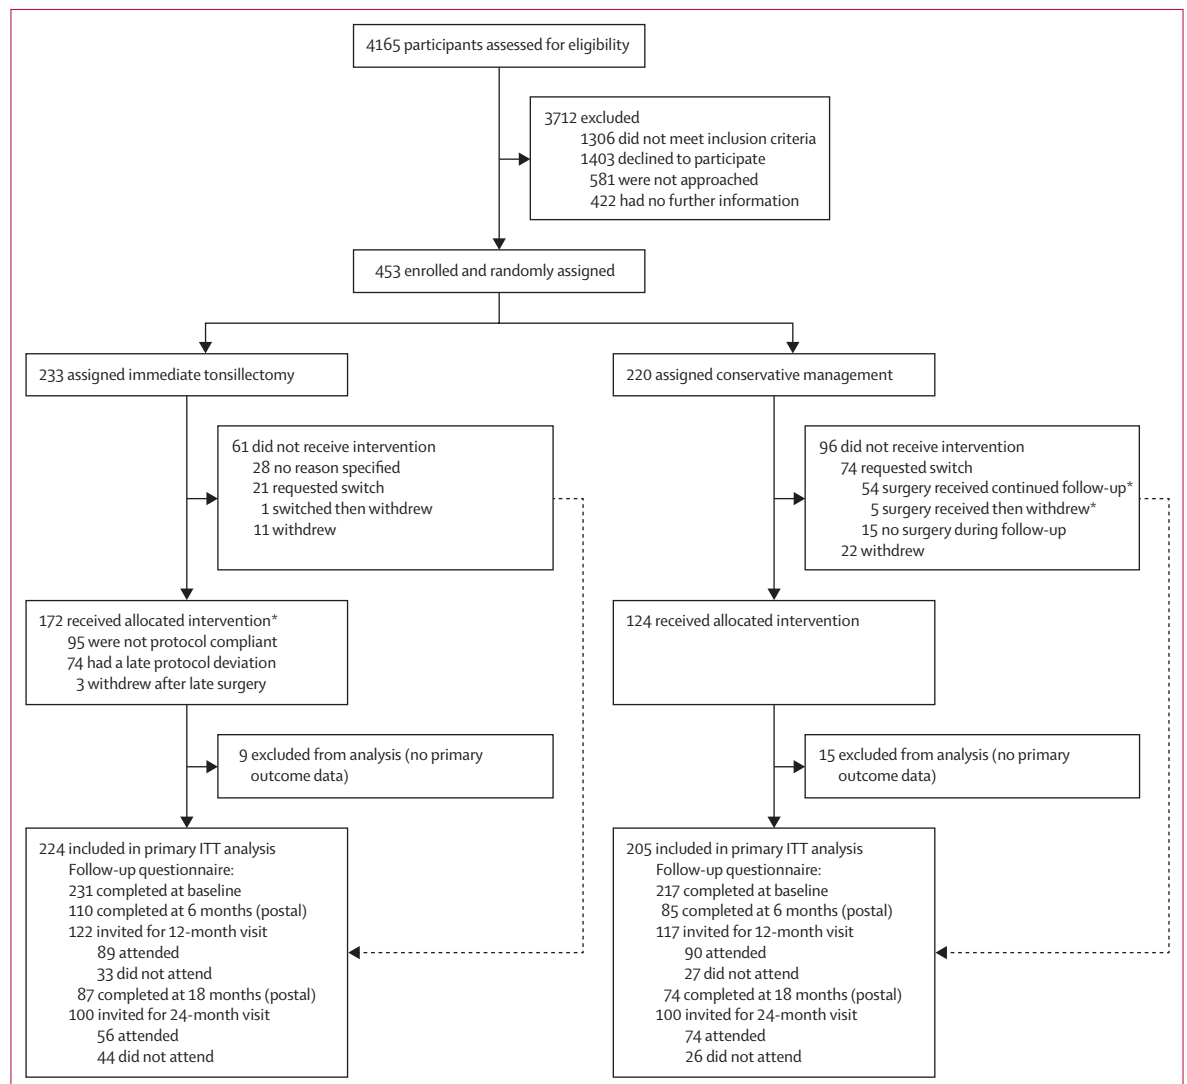 4165 participants assessed for eligibility
3712 excluded
1306 did not meet inclusion criteria
1403 declined to participate
581 were not approached
422 had no further information
453 enrolled and randomly assigned
233 assigned immediate tonsillectomy
220 assigned conservative management
61 did not receive intervention
28 no reason specified
21 requested switch
1 switched then withdrew
11 withdrew
96 did not receive intervention
74 requested switch
54 surgery received continued follow-up*
5 surgery received then withdrew*
15 no surgery during follow-up
22 withdrew
172 received allocated intervention*
95 were not protocol compliant
74 had a late protocol deviation
3 withdrew after late surgery
124 received allocated intervention
9 excluded from analysis (no primary
outcome data)
15 excluded from analysis (no primary
outcome data)
224 included in primary ITT analysis
Follow-up questionnaire:
231 completed at baseline
110 completed at 6 months (postal)
122 invited for 12-month visit
89 attended
33 did not attend
87 completed at 18 months (postal)
100 invited for 24-month visit
56 attended
44 did not attend
205 included in primary ITT analysis
Follow-up questionnaire:
217 completed at baseline
85 completed at 6 months (postal)
117 invited for 12-month visit
90 attended
27 did not attend
74 completed at 18 months (postal)
100 invited for 24-month visit
74 attended
26 did not attend